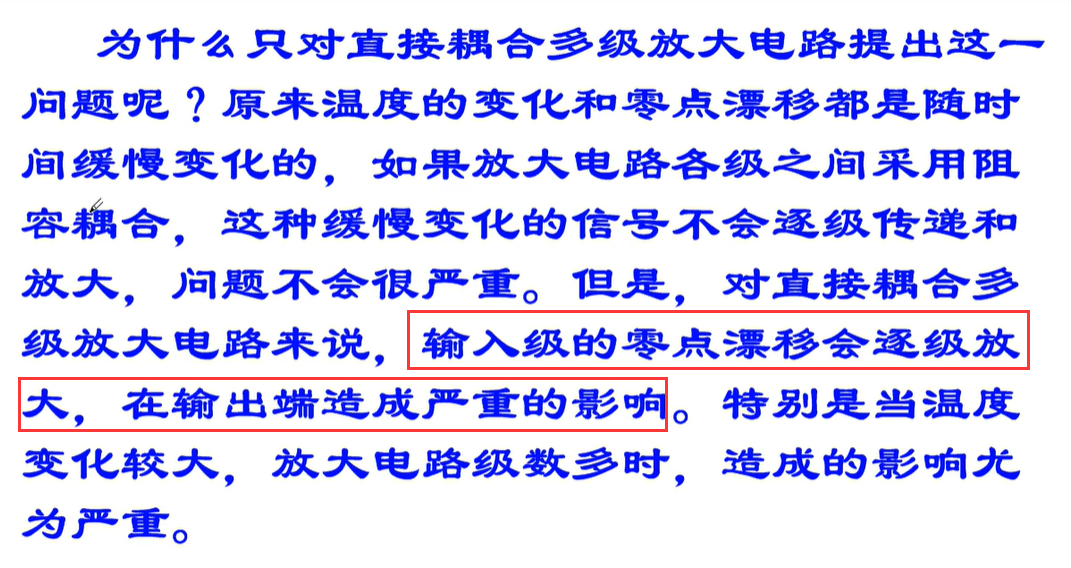 为什么只对直接耦合多级放大电路提出这一
问题呢？原来温度的变化和零点漂移都是随时
间缓慢变化的，如果放大电路各级之间采用阻
容耦合，这种缓慢变化的信号不会逐级传递和
放大，问题不会很严重。但是，对直接耦合多
级放大电路来说，输入级的零点漂移会逐级放
大，在输出端造成严重的影响。特别是当温度
变化较大，放大电路级数多时，造成的影响尤
为严重。